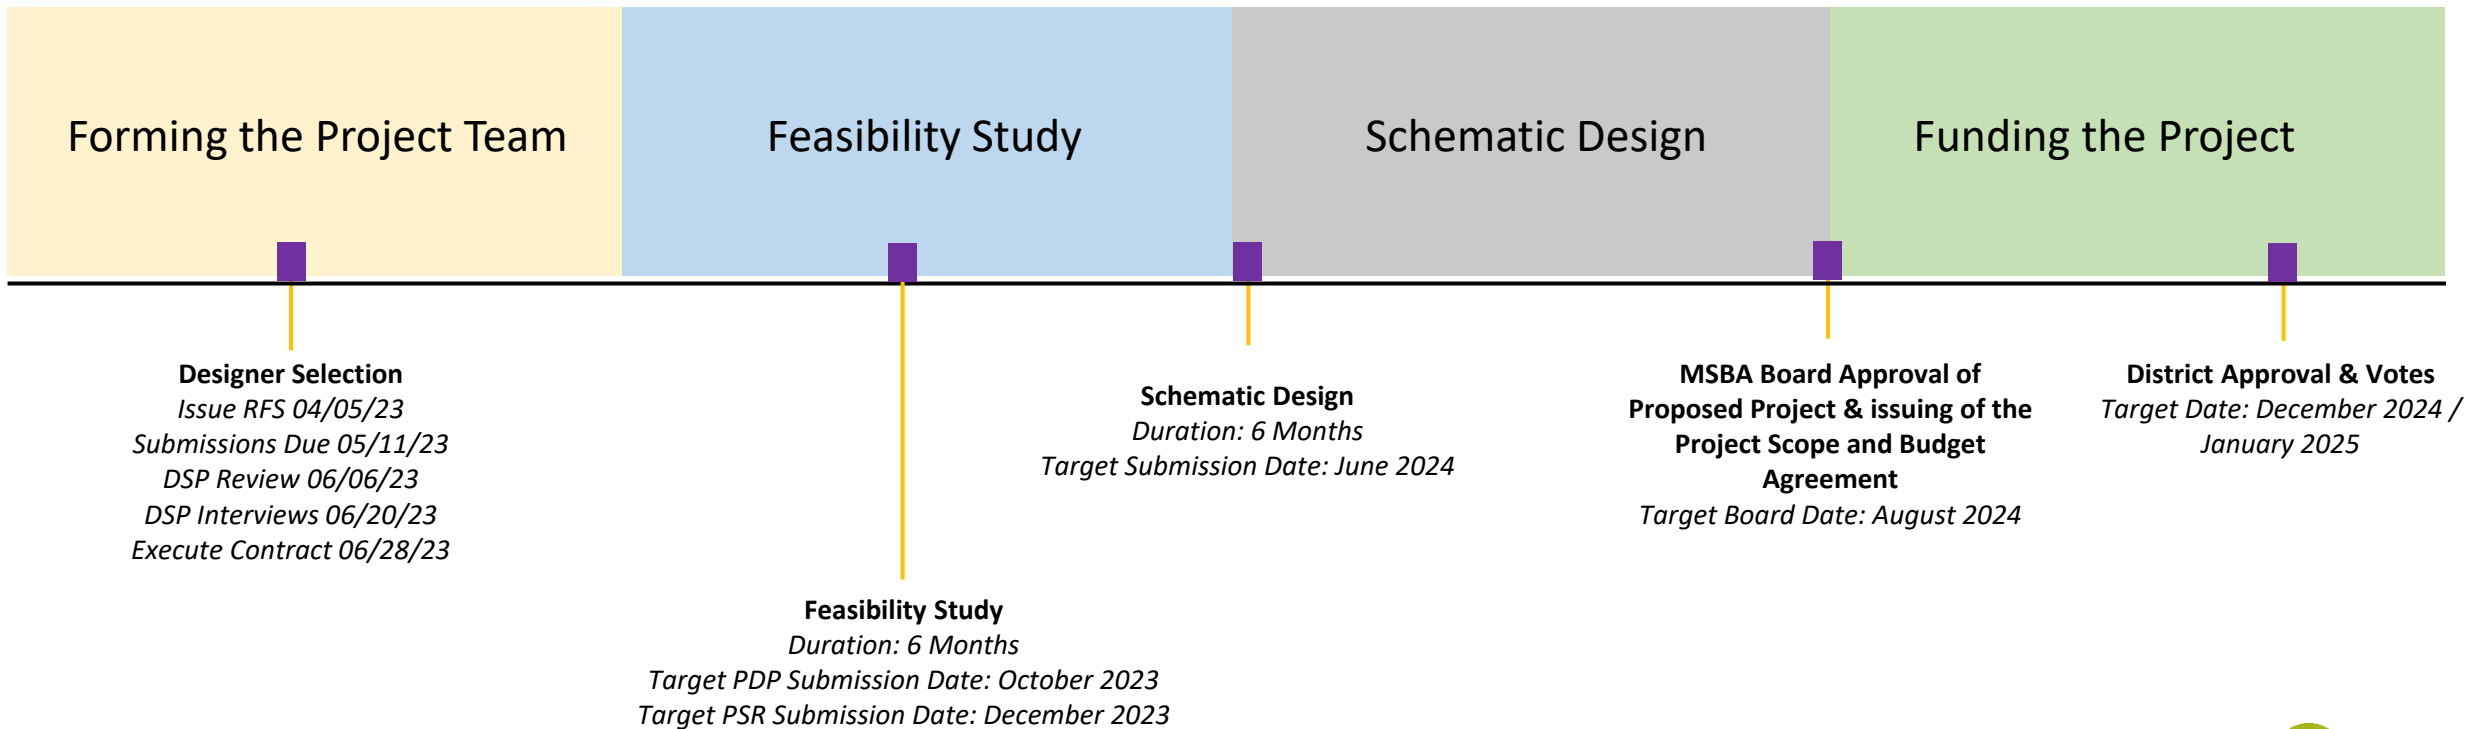 Forming the Project Team
Feasibility Study
Schematic Design
Funding the Project
Designer Selection
Issue RFS 04/05/23
Submissions Due 05/11/23
DSP Review 06/06/23
DSP Interviews 06/20/23
Execute Contract 06/28/23
Feasibility Study
Duration: 6 Months
Target PDP Submission Date: October 2023
Target PSR Submission Date: December 2023
Schematic Design
Duration: 6 Months
Target Submission Date: June 2024
MSBA Board Approval of
Proposed Project & issuing of the
Project Scope and Budget
Agreement
Target Board Date: August 2024
District Approval & Votes
Target Date: December 2024 /
January 2025